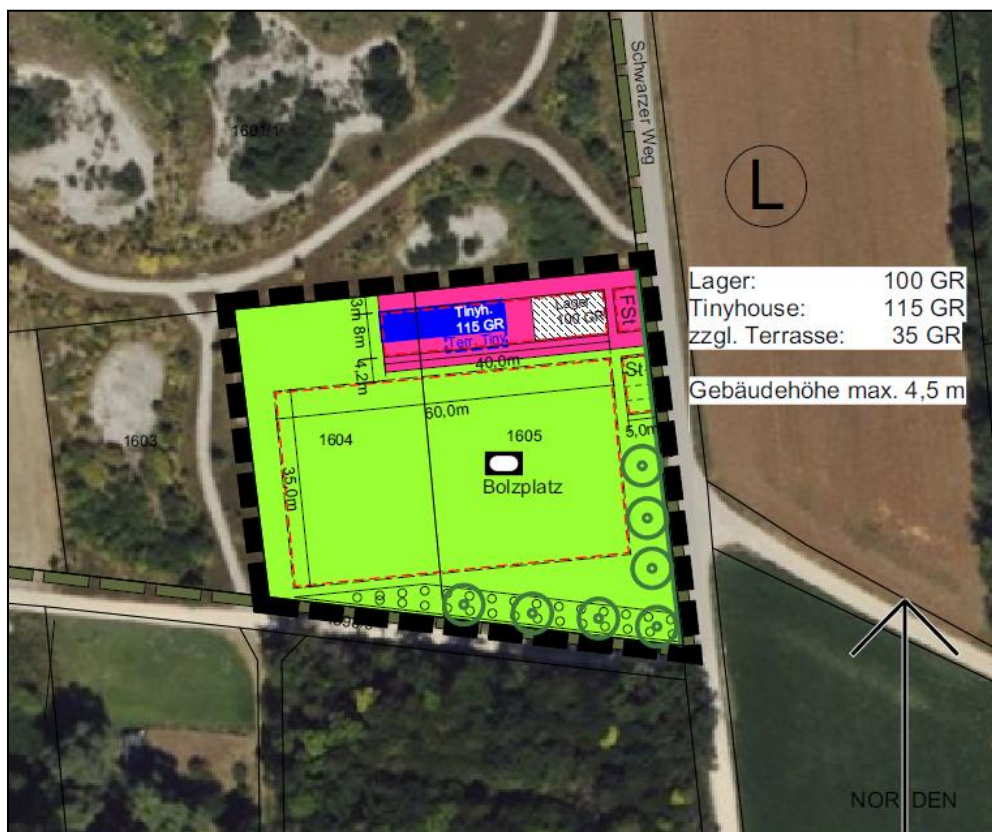 Schwarzer Weg
1601/1
L
Lager: 100 GR
Tinyhouse: 115 GR
zzgl. Terrasse: 35 GR
Gebäudehöhe max. 4,5 m
3m
8m
4,2m
Tinyh.
115 GR
Terr. Tiny
Lager
100 GR
FSt
40,0m
St
60,0m
5,0m
1603
1604
1605
35,0m
Bolzplatz
NORDEN